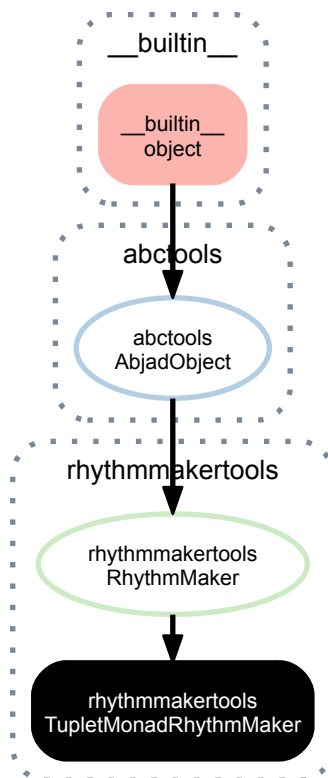 __builtin__
__builtin__
object
abctools
abctools
AbjadObject
rhythmmakertools
rhythmmakertools
RhythmMaker
rhythmmakertools
TupletMonadRhythmMaker